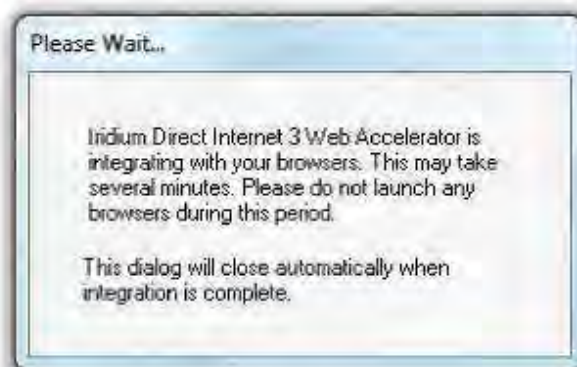 Please Wait...
Iridium Direct Internet 3 Web Accelerator is
integrating with your browsers. This may take
several minutes. Please do not launch any
browsers during this period.
This dialog will close automatically when
integration is complete.